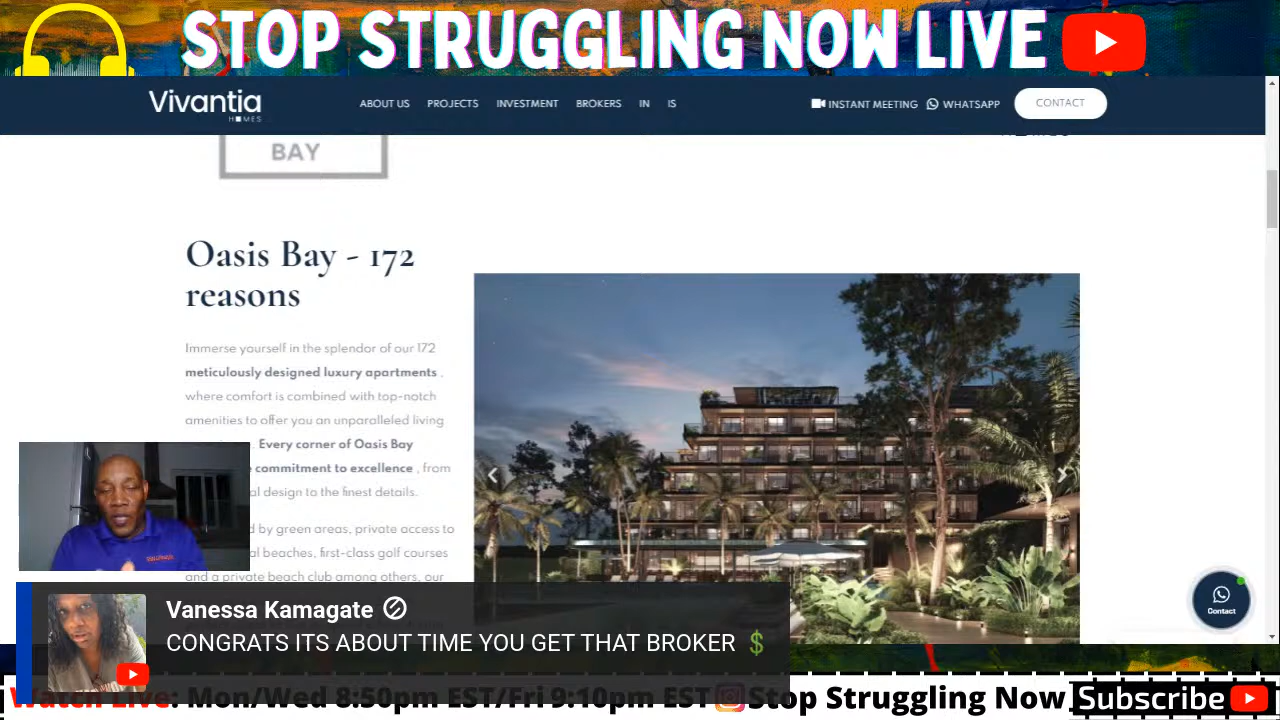 STOP STRUGGLING NOW LIVE
Vivantia
HOMES
ABOUT US PROJECTS INVESTMENT BROKERS IN IS
INSTANT MEETING WHATSAPP CONTACT
BAY
Oasis Bay - 172
reasons
Immerse yourself in the splendor of our 172
meticulously designed luxury apartments ,
where comfort is combined with top-notch
amenities to offer you an unparalleled living
. Every corner of Oasis Bay
commitment to excellence , from
design to the finest details.
by green areas, private access to
beaches, first-class golf courses
and a private beach club among others, our
Contact
Vanessa Kamagate
CONGRATS ITS ABOUT TIME YOU GET THAT BROKER 💲
Watch Live: Mon/Wed 8:30pm EST/Fri 9:10pm EST Stop Struggling Now Subscribe